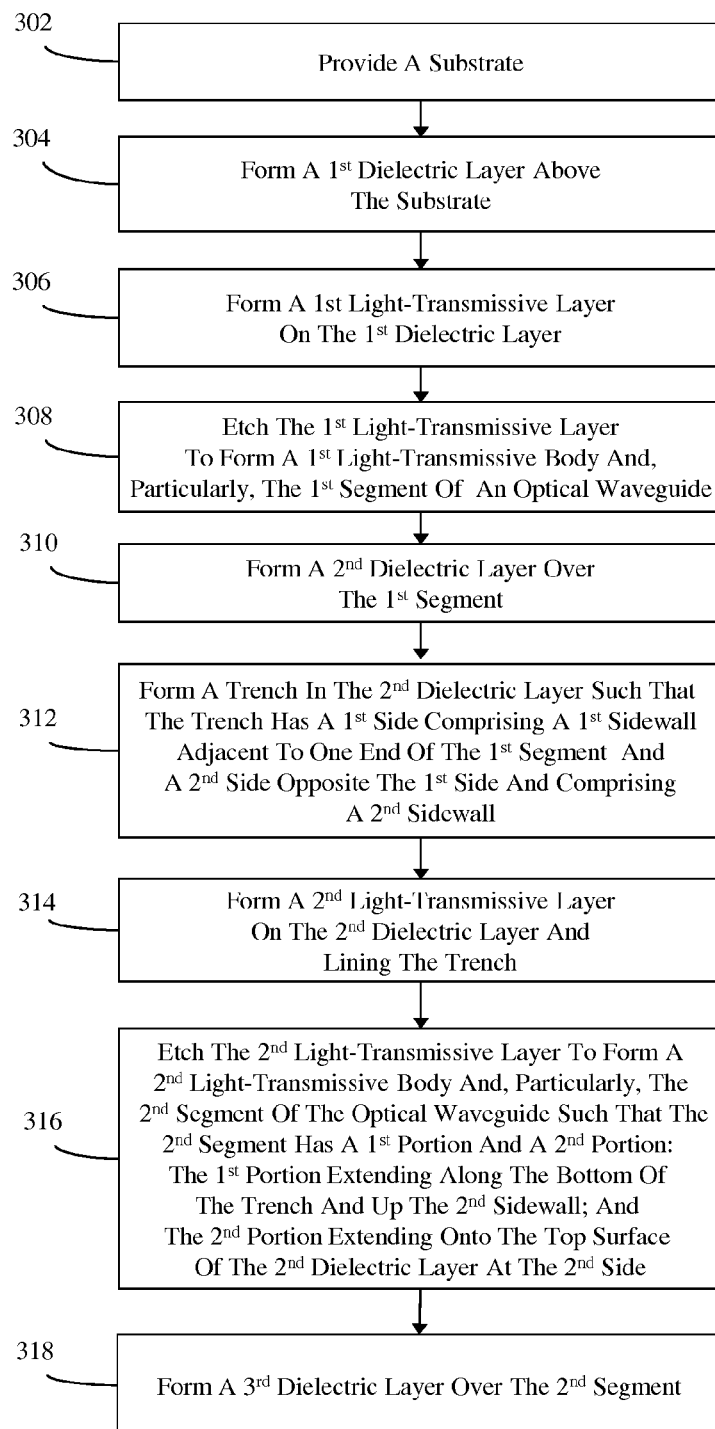 302
Provide A Substrate
304
Form A 1st Dielectric Layer Above
The Substrate
306
Form A 1st Light-Transmissive Layer
On The 1st Dielectric Layer
308
Etch The 1st Light-Transmissive Layer
To Form A 1st Light-Transmissive Body And,
Particularly, The 1st Segment Of An Optical Waveguide
310
Form A 2nd Dielectric Layer Over
The 1st Segment
312
Form A Trench In The 2nd Dielectric Layer Such That
The Trench Has A 1st Side Comprising A 1st Sidewall
Adjacent To One End Of The 1st Segment And
A 2nd Side Opposite The 1st Side And Comprising
A 2nd Sidewall
314
Form A 2nd Light-Transmissive Layer
On The 2nd Dielectric Layer And
Lining The Trench
316
Etch The 2nd Light-Transmissive Layer To Form A
2nd Light-Transmissive Body And, Particularly, The
2nd Segment Of The Optical Waveguide Such That The
2nd Segment Has A 1st Portion And A 2nd Portion:
The 1st Portion Extending Along The Bottom Of
The Trench And Up The 2nd Sidewall; And
The 2nd Portion Extending Onto The Top Surface
Of The 2nd Dielectric Layer At The 2nd Side
318
Form A 3rd Dielectric Layer Over The 2nd Segment